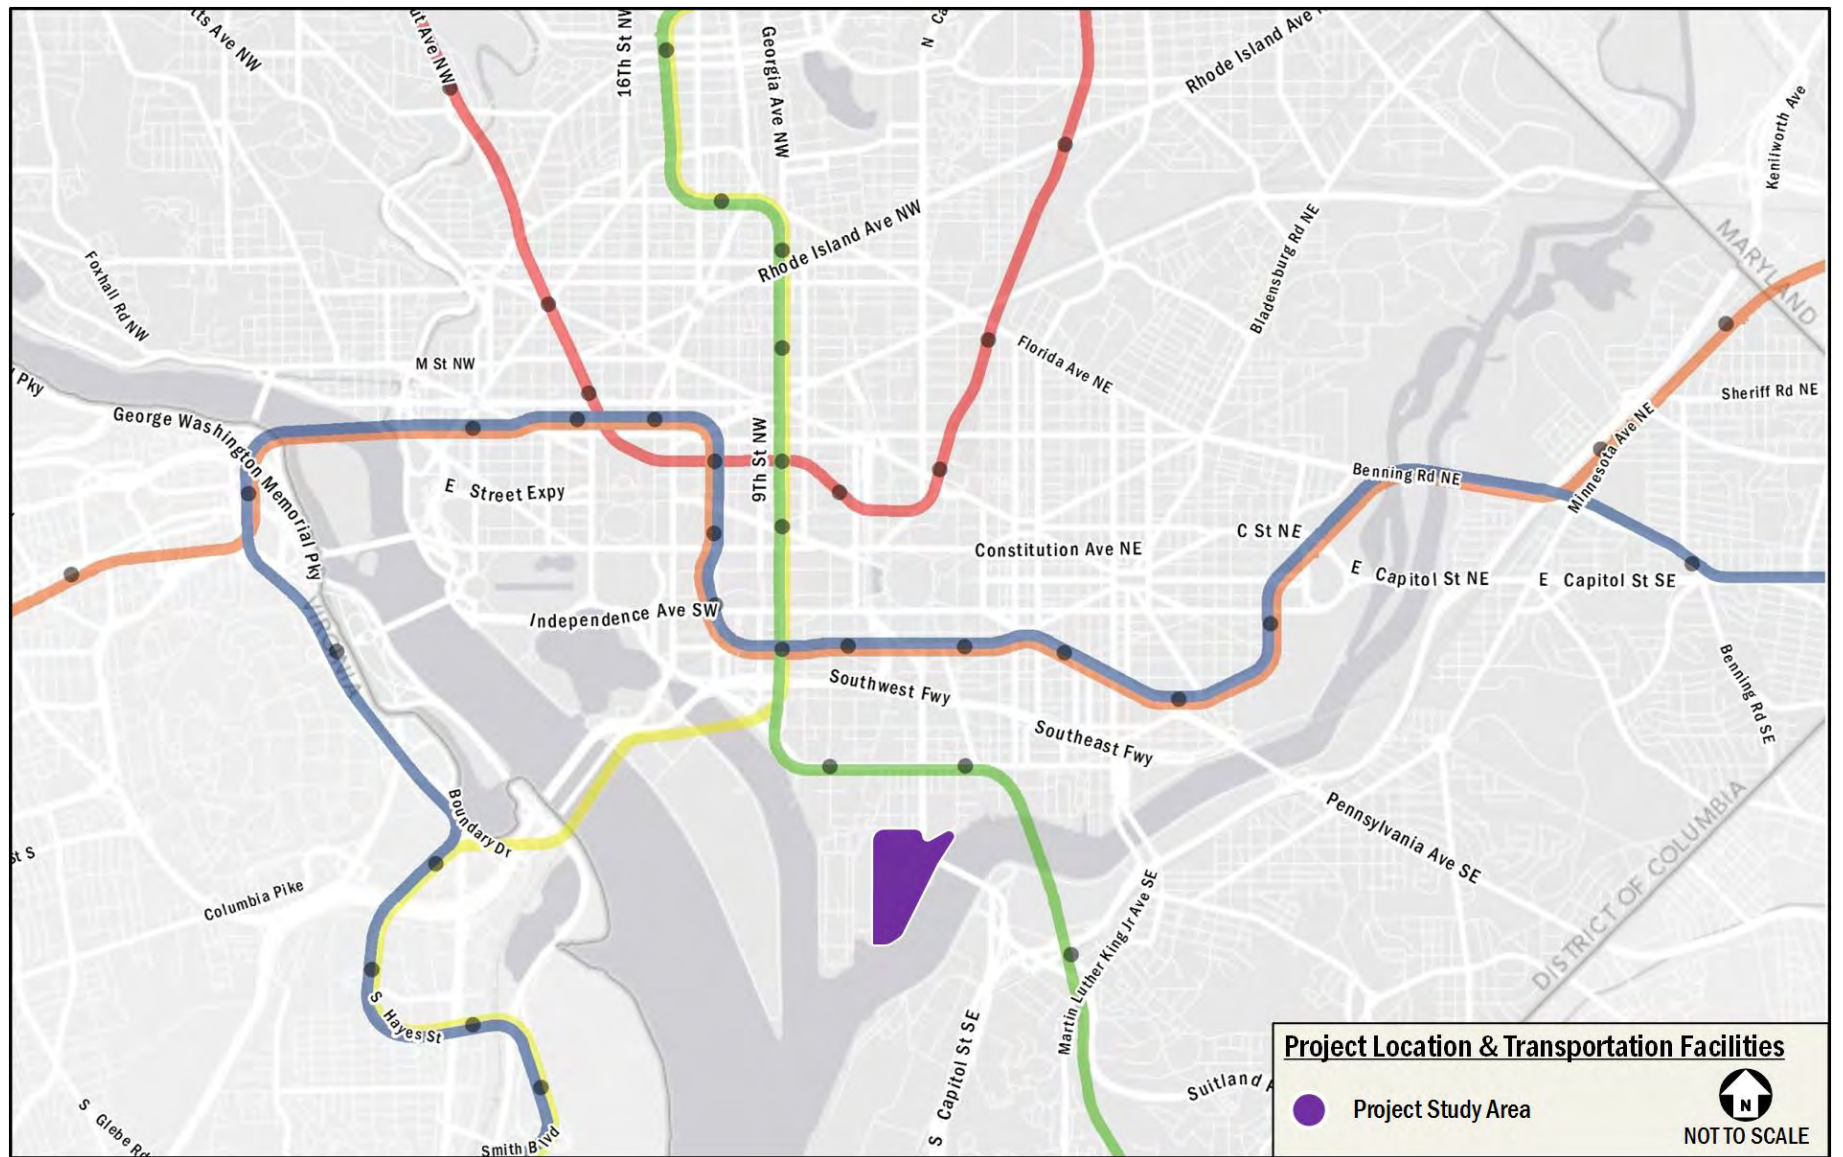 tts Ave NW
ut Ave NW
16Th St NW
Georgia Ave NW
N Ca
Rhode Island Ave
Kenilworth Ave
MARYLAND
Foxhall Rd NW
Rhode Island Ave NW
Bladensburg Rd NE
M St NW
Florida Ave NE
Sheriff Rd NE
Pky
George Washington Memorial Pky
9Th St NW
Minnesota Ave NE
Benning Rd NE
E Street Expy
C St NE
Constitution Ave NE
E Capitol St NE
E Capitol St SE
Independence Ave SW
VIRGINIA
Southwest Fwy
Benning Rd SE
Southeast Fwy
Boundary Dr
Pennsylvania Ave SE
DISTRICT OF COLUMBIA
St S
Columbia Pike
Martin Luther King Jr Ave SE
S Hayes St
S Capitol St SE
Suitland
S Glebe Rd
Smith Blvd
Project Location & Transportation Facilities
Project Study Area
N
NOT TO SCALE